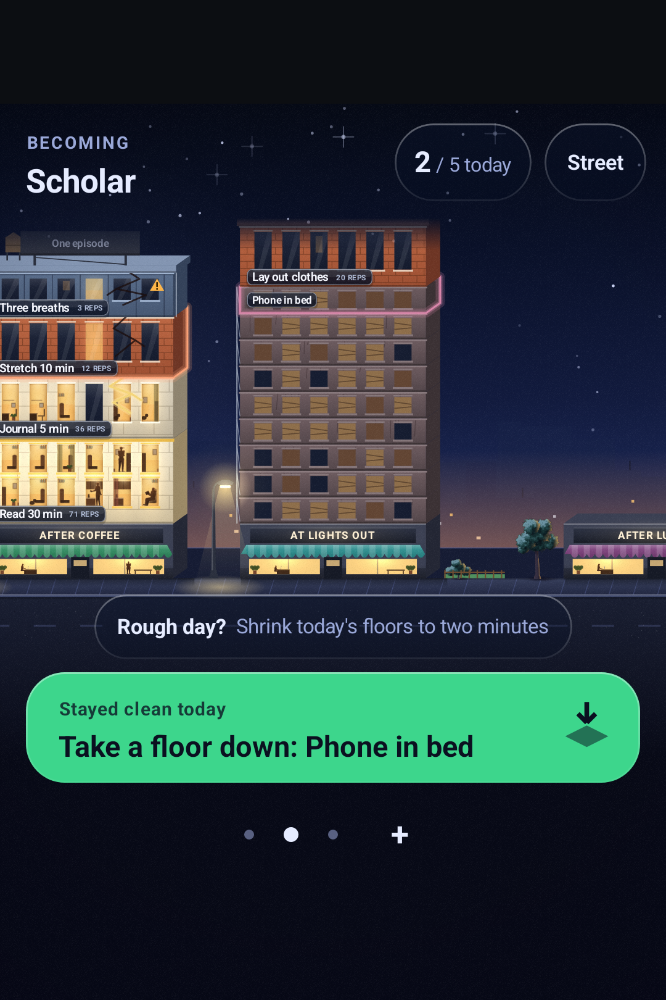 BECOMING
Scholar
2 / 5 today
Street
One episode
Three breaths 3 REPS
Stretch 10 min 12 REPS
Journal 5 min 36 REPS
Read 30 min 71 REPS
AFTER COFFEE
Lay out clothes 20 REPS
Phone in bed
AT LIGHTS OUT
AFTER LU
Rough day? Shrink today's floors to two minutes
Stayed clean today
Take a floor down: Phone in bed
+